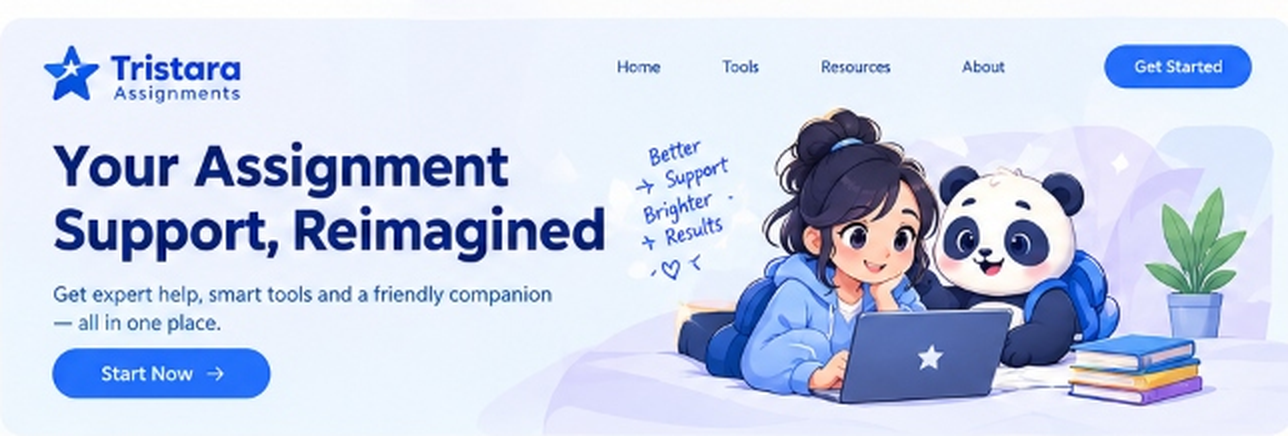 Tristara
Assignments
Home
Tools
Resources
About
Get Started
Your Assignment
Support, Reimagined
Better
→ Support
Brighter
+ Results
Get expert help, smart tools and a friendly companion
— all in one place.
Start Now →